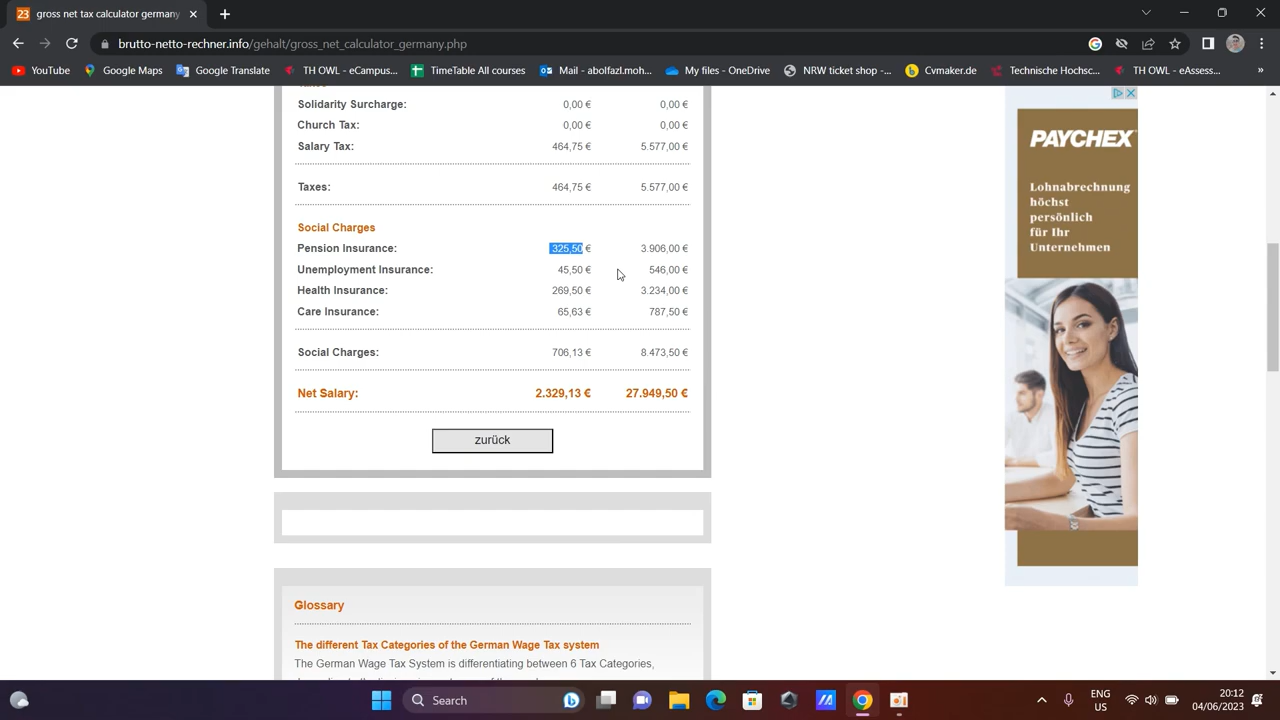 23 gross net tax calculator germany
brutto-netto-rechner.info/gehalt/gross_net_calculator_germany.php
YouTube Google Maps Google Translate TH OWL - eCampus... TimeTable All courses Mail - abolfazl.moh... My files - OneDrive NRW ticket shop -... Cvmaker.de Technische Hochsc... TH OWL - eAssess... »
Solidarity Surcharge: 0,00 € 0,00 €
Church Tax: 0,00 € 0,00 €
Salary Tax: 464,75 € 5.577,00 €
Taxes: 464,75 € 5.577,00 €
Social Charges
Pension Insurance: 325,50 € 3.906,00 €
Unemployment Insurance: 45,50 € 546,00 €
Health Insurance: 269,50 € 3.234,00 €
Care Insurance: 65,63 € 787,50 €
Social Charges: 706,13 € 8.473,50 €
Net Salary: 2.329,13 € 27.949,50 €
zurück
Glossary
The different Tax Categories of the German Wage Tax system
The German Wage Tax System is differentiating between 6 Tax Categories,
PAYCHEX
Lohnabrechnung
höchst
persönlich
für Ihr
Unternehmen
Search
ENG
US
20:12
04/06/2023